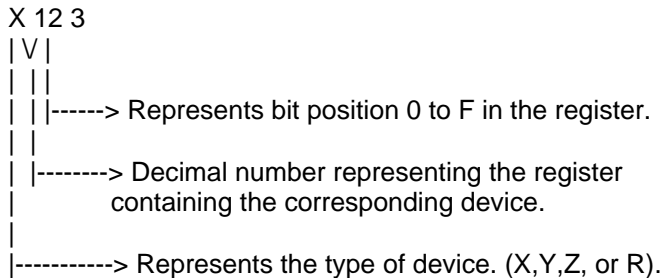 X 12 3
| \/ |
|  | |
|  | |------> Represents bit position 0 to F in the register.
|  |
|  |--------> Decimal number representing the register
|           containing the corresponding device.
|
|-----------> Represents the type of device. (X,Y,Z, or R).